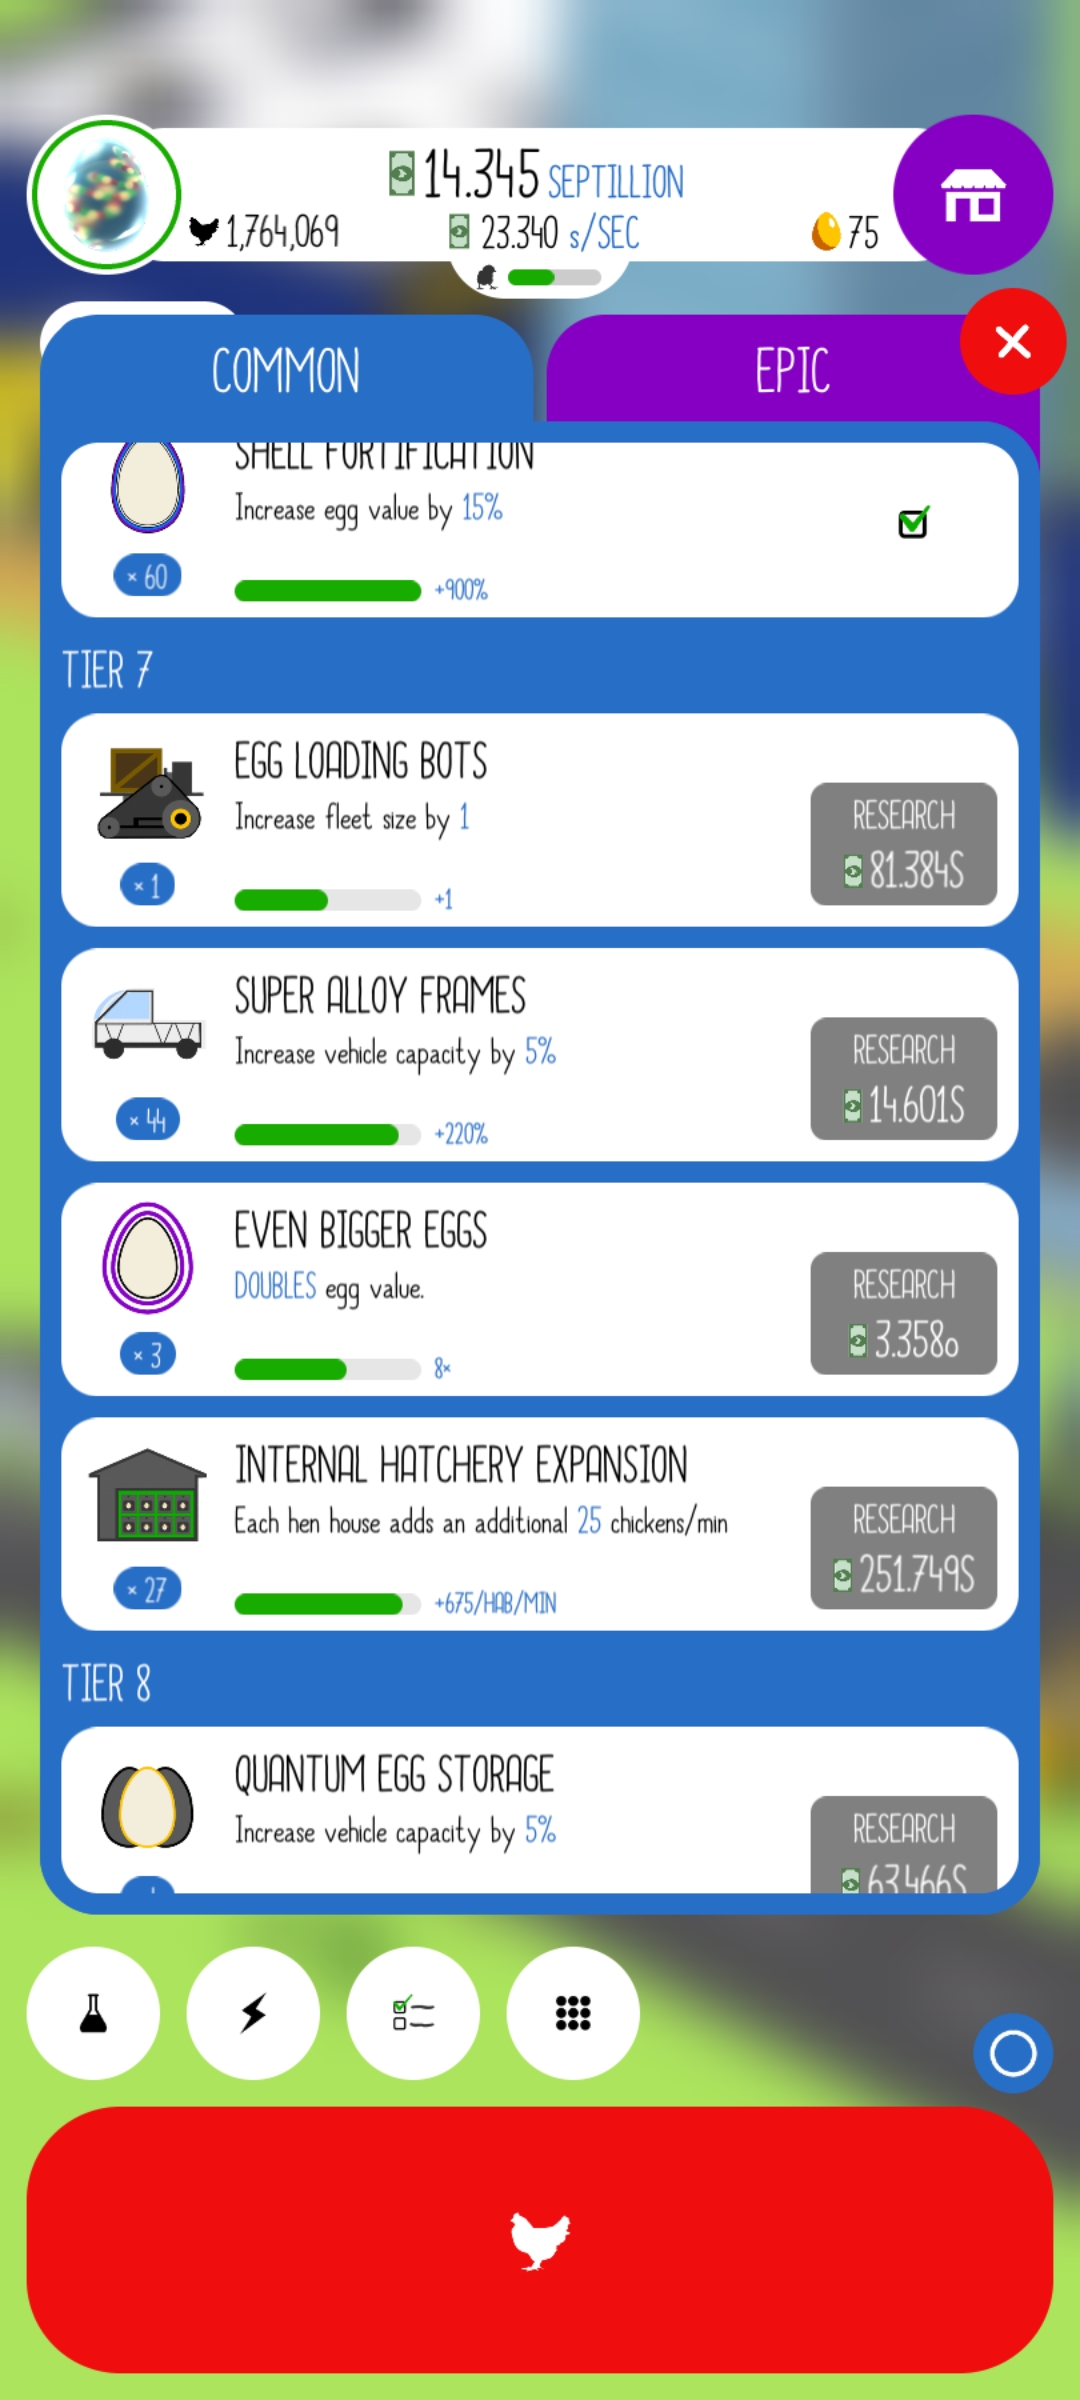 14.345 SEPTILLION
1,764,069
23.340 s/SEC
75
COMMON
EPIC
SHELL FORTIFICATION
Increase egg value by 15%
× 60
+900%
TIER 7
EGG LOADING BOTS
Increase fleet size by 1
RESEARCH
81.384S
× 1
+1
SUPER ALLOY FRAMES
Increase vehicle capacity by 5%
RESEARCH
14.601S
× 44
+220%
EVEN BIGGER EGGS
DOUBLES egg value.
RESEARCH
3.358o
× 3
8×
INTERNAL HATCHERY EXPANSION
Each hen house adds an additional 25 chickens/min
RESEARCH
251.749S
× 27
+675/HAB/MIN
TIER 8
QUANTUM EGG STORAGE
Increase vehicle capacity by 5%
RESEARCH
63.466S